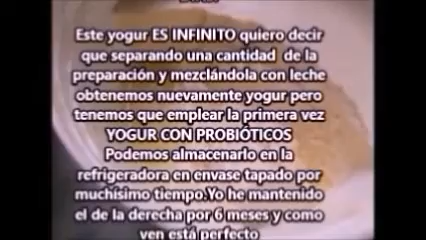 Este yogur ES INFINITO quiero decir
que separando una cantidad de la
preparación y mezclándola con leche
obtenemos nuevamente yogur pero
tenemos que emplear la primera vez
YOGUR CON PROBIÓTICOS
Podemos almacenarlo en la
refrigeradora en envase tapado por
muchísimo tiempo.Yo he mantenido
el de la derecha por 6 meses y como
ven está perfecto